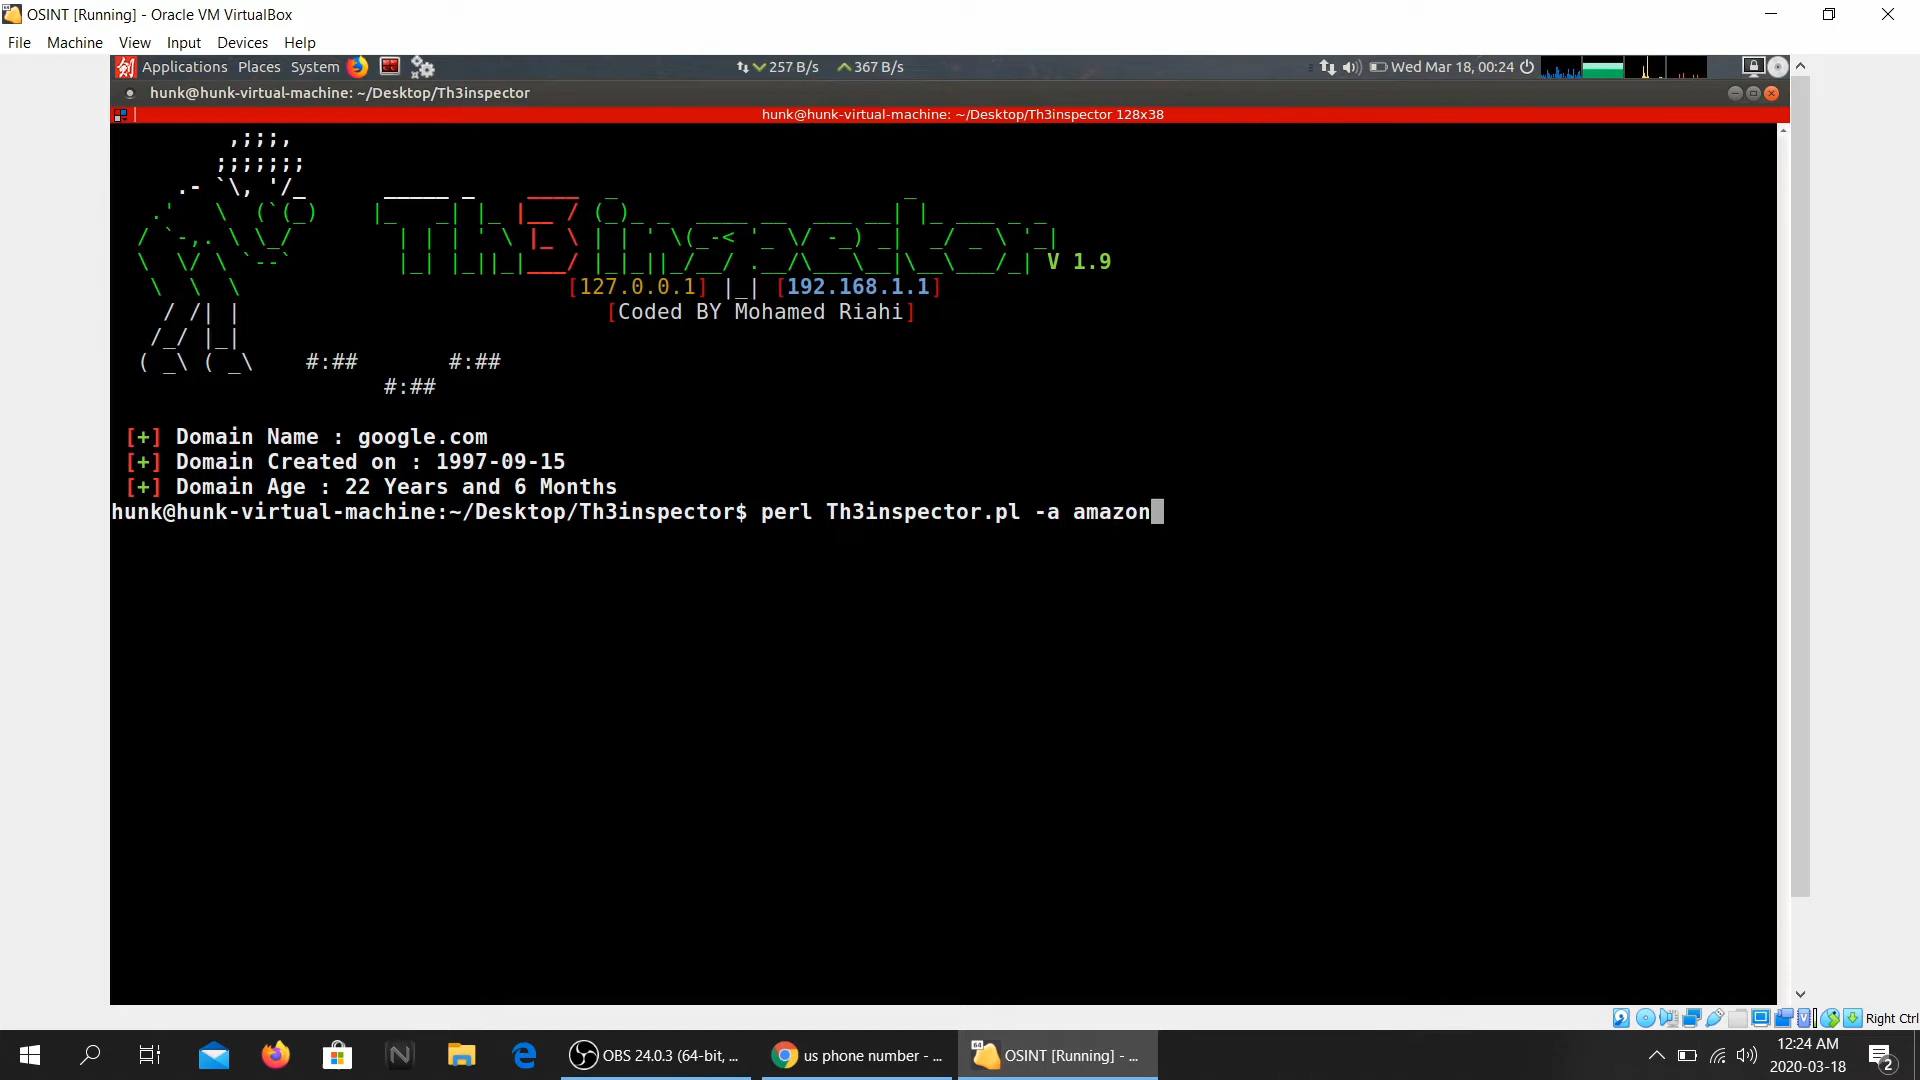 OSINT [Running] - Oracle VM VirtualBox
File Machine View Input Devices Help
Applications Places System 257 B/s 367 B/s Wed Mar 18, 00:24
hunk@hunk-virtual-machine: ~/Desktop/Th3inspector
hunk@hunk-virtual-machine: ~/Desktop/Th3inspector 128x38
Th3inspector V 1.9
[127.0.0.1] |_| [192.168.1.1]
[Coded BY Mohamed Riahi]
#:## #:##
#:##
[+] Domain Name : google.com
[+] Domain Created on : 1997-09-15
[+] Domain Age : 22 Years and 6 Months
hunk@hunk-virtual-machine:~/Desktop/Th3inspector$ perl Th3inspector.pl -a amazon
Right Ctrl
OBS 24.0.3 (64-bit, ...
us phone number - ...
OSINT [Running] - ...
12:24 AM
2020-03-18
2